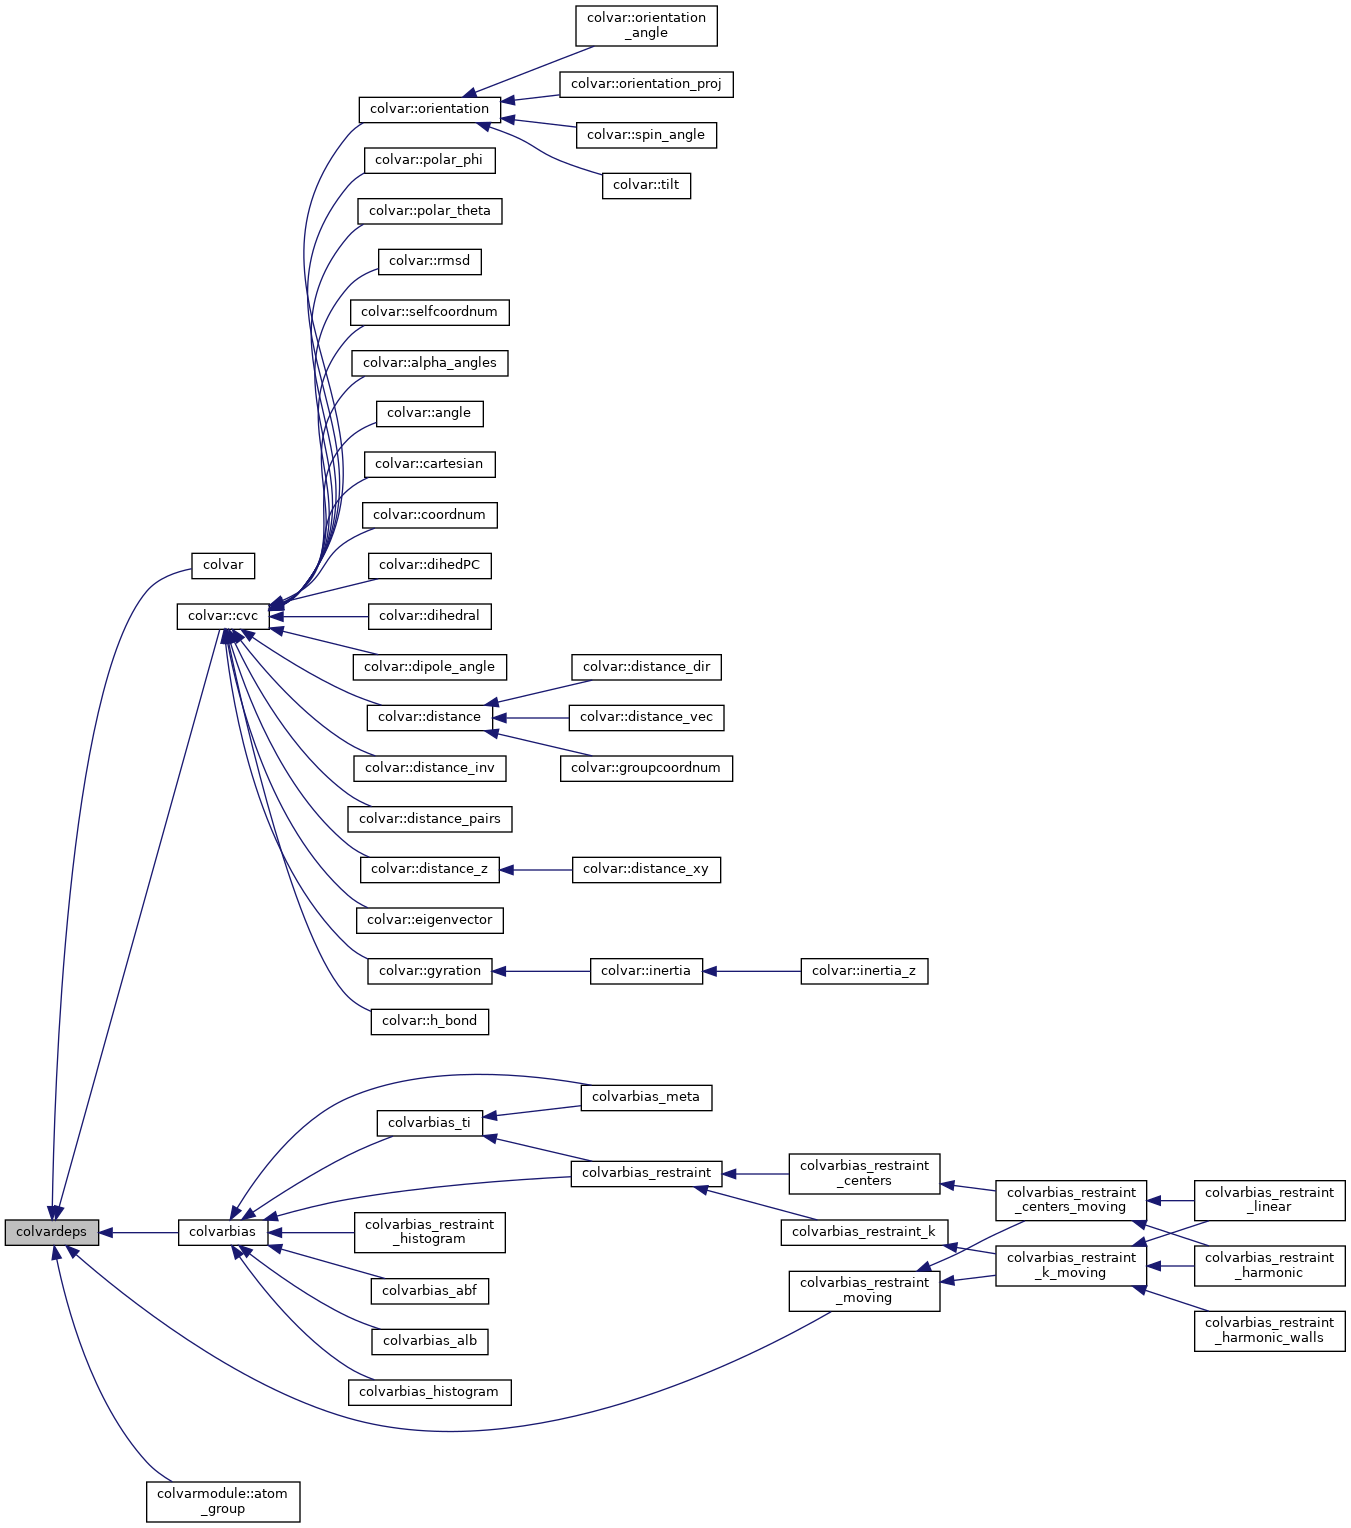 colvar::orientation
_angle
colvar::orientation_proj
colvar::orientation
colvar::spin_angle
colvar::polar_phi
colvar::tilt
colvar::polar_theta
colvar::rmsd
colvar::selfcoordnum
colvar::alpha_angles
colvar::angle
colvar::cartesian
colvar::coordnum
colvar
colvar::dihedPC
colvar::cvc
colvar::dihedral
colvar::dipole_angle
colvar::distance_dir
colvar::distance
colvar::distance_vec
colvar::distance_inv
colvar::groupcoordnum
colvar::distance_pairs
colvar::distance_z
colvar::distance_xy
colvar::eigenvector
colvar::gyration
colvar::inertia
colvar::inertia_z
colvar::h_bond
colvarbias_meta
colvarbias_ti
colvarbias_restraint
colvarbias_restraint
_centers
colvarbias_restraint
_centers_moving
colvarbias_restraint
_linear
colvardeps
colvarbias
colvarbias_restraint
_histogram
colvarbias_restraint_k
colvarbias_restraint
_k_moving
colvarbias_restraint
_harmonic
colvarbias_abf
colvarbias_restraint
_moving
colvarbias_restraint
_harmonic_walls
colvarbias_alb
colvarbias_histogram
colvarmodule::atom
_group